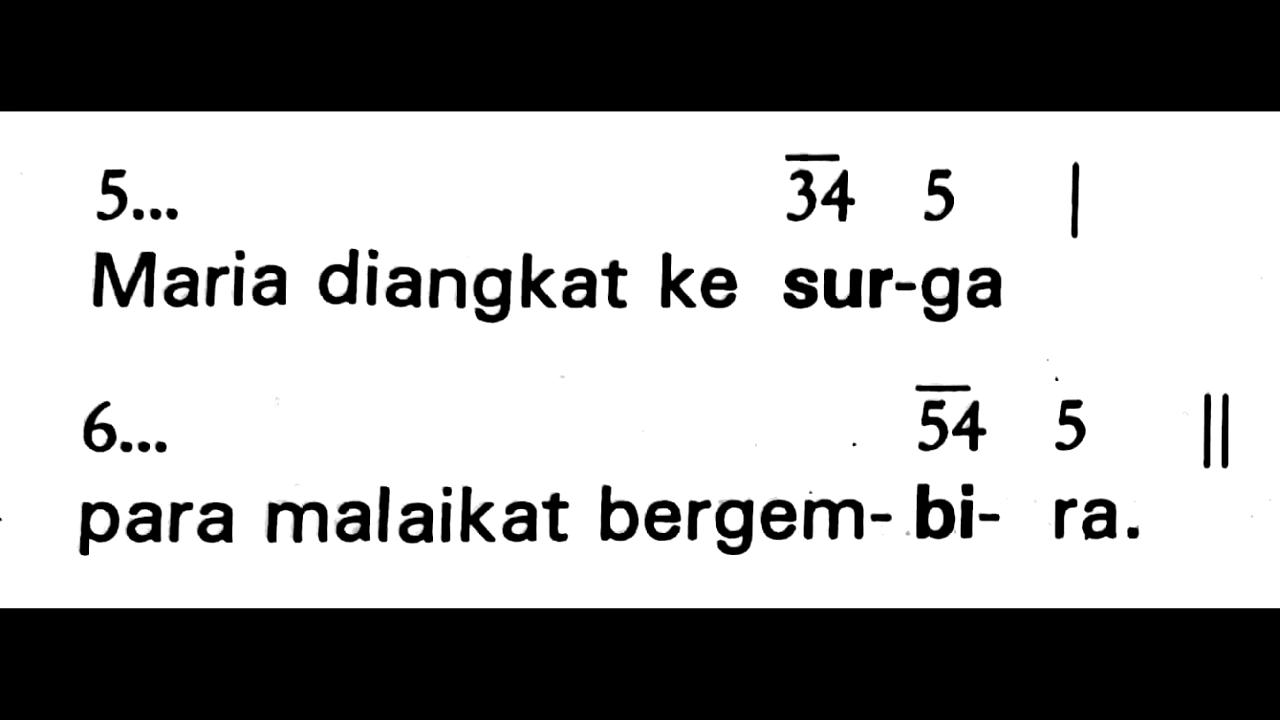 5... 34 5 |
Maria diangkat ke sur-ga
6... 54 5 ||
para malaikat bergem- bi- ra.